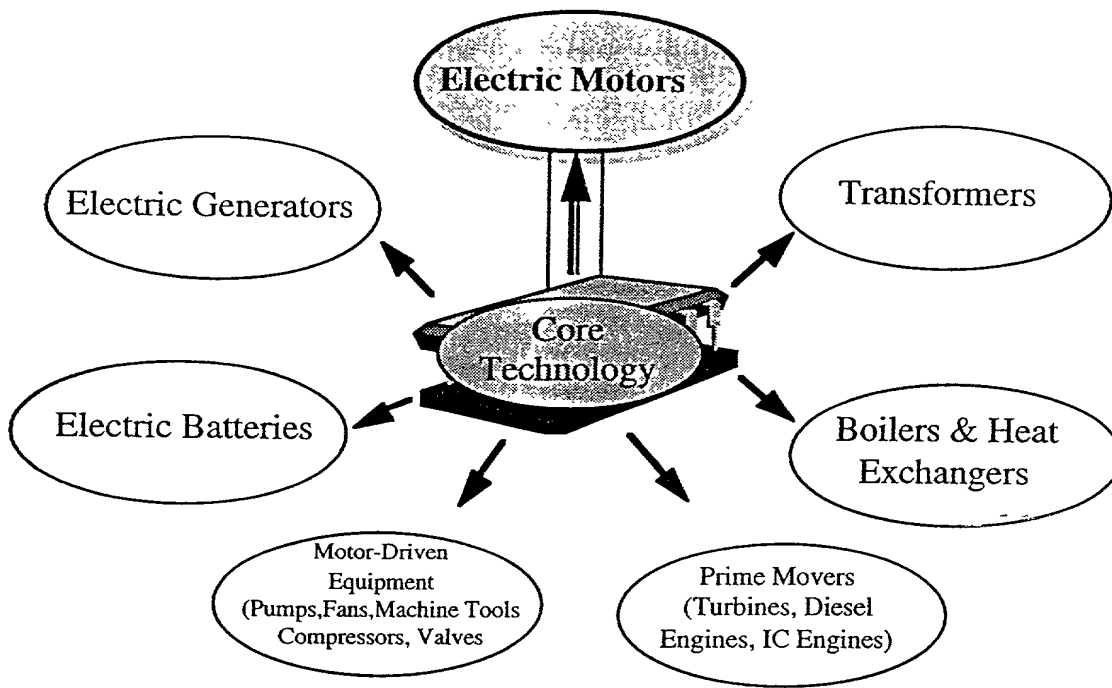 Electric Motors
Electric Generators
Transformers
Core
Technology
Electric Batteries
Boilers & Heat
Exchangers
Motor-Driven
Equipment
(Pumps,Fans,Machine Tools
Compressors, Valves
Prime Movers
(Turbines, Diesel
Engines, IC Engines)